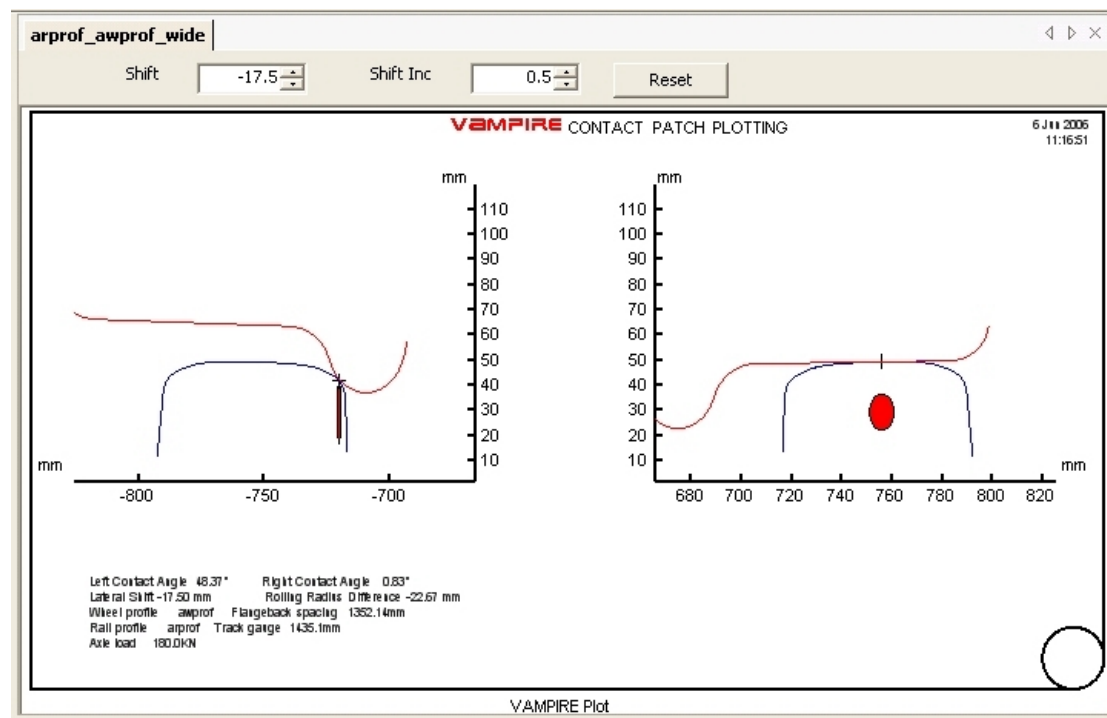 arprof_awprof_wide
Shift -17.5 Shift Inc 0.5 Reset
VAMPIRE CONTACT PATCH PLOTTING
6 Jun 2006
11:16:51
mm mm
110 110
100 100
90 90
80 80
70 70
60 60
50 50
40 40
30 30
20 20
10 10
mm mm
-800 -750 -700 680 700 720 740 760 780 800 820
Left Contact Angle 48.37° Right Contact Angle 0.83°
Lateral Shift -17.50 mm Rolling Radius Difference -22.67 mm
Wheel profile awprof Flangeback spacing 1352.14mm
Rail profile arprof Track gauge 1435.1mm
Axle load 180.0KN
VAMPIRE Plot